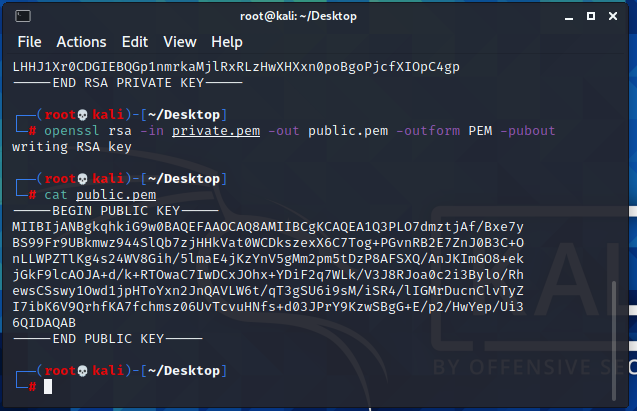 root@kali: ~/Desktop
File Actions Edit View Help
LHHJ1Xr0CDGIEBQGp1nmrkaMjlRxRLzHwXHXxn0poBgoPjcfXIOpC4gp
-----END RSA PRIVATE KEY-----
┌──(root💀kali)-[~/Desktop]
└─# openssl rsa -in private.pem -out public.pem -outform PEM -pubout
writing RSA key
┌──(root💀kali)-[~/Desktop]
└─# cat public.pem
-----BEGIN PUBLIC KEY-----
MIIBIjANBgkqhkiG9w0BAQEFAAOCAQ8AMIIBCgKCAQEA1Q3PLO7dmztjAf/Bxe7y
BS99Fr9UBkmwz944SlQb7zjHHkVat0WCDkszexX6C7Tog+PGvnRB2E7ZnJ0B3C+O
nLLWPZTlKg4s24WV8Gih/5lmaE4jKzYnV5gMm2pm5tDzP8AFSXQ/AnJKImGO8+ek
jGkF9lcAOJA+d/k+RTOwaC7IwDCxJOhx+YDiF2q7WLk/V3J8RJoa0c2i3Bylo/Rh
ewsCSswy1Owd1jpHToYxn2JnQAVLW6t/qT3gSU6i9sM/iSR4/lIGMrDucnClvTyZ
I7ibK6V9QrhfKA7fchmsz06UvTcvuHNfs+d03JPrY9KzwSBgG+E/p2/HwYep/Ui3
6QIDAQAB
-----END PUBLIC KEY-----
┌──(root💀kali)-[~/Desktop]
└─#
BY OFFENSIVE SEC